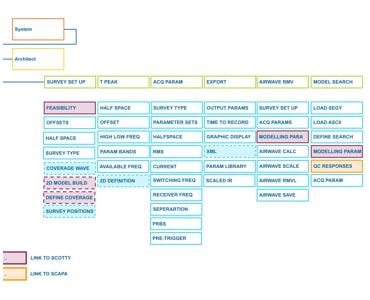 System
Architect
SURVEY SET UP T PEAK ACQ PARAM EXPORT AIRWAVE RMV MODEL SEARCH
FEASIBILITY HALF SPACE SURVEY TYPE OUTPUT PARAMS SURVEY SET UP LOAD SEGY
OFFSETS OFFSET PARAMETER SETS TIME TO RECORD ACQ PARAMS LOAD ASCII
HALF SPACE HIGH LOW FREQ HALFSPACE GRAPHIC DISPLAY MODELLING PARA DEFINE SEARCH
SURVEY TYPE PARAM BANDS RMS XML AIRWAVE CALC MODELLING PARAM
COVERAGE WAVE AVAILABLE FREQ CURRENT PARAM LIBRARY AIRWAVE SCALE QC RESPONSES
2D MODEL BUILD 2D DEFINITION SWITCHING FREQ SCALED IR AIRWAVE RMVL ACQ PARAM
DEFINE COVERAGE RECEIVER FREQ AIRWAVE SAVE
SURVEY POSITIONS SEPERARTION
PRBS
PRE-TRIGGER
... LINK TO SCOTTY
... LINK TO SCAPA